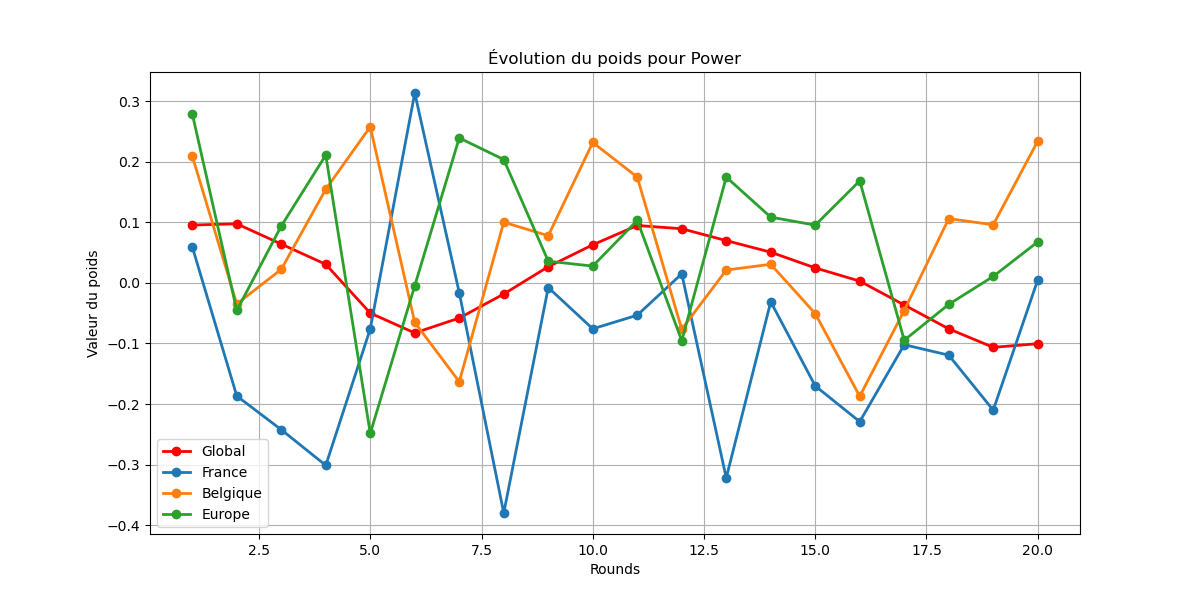 Évolution du poids pour Power
Valeur du poids
0.3
0.2
0.1
0.0
−0.1
−0.2
−0.3
−0.4
Global
France
Belgique
Europe
2.5 5.0 7.5 10.0 12.5 15.0 17.5 20.0
Rounds